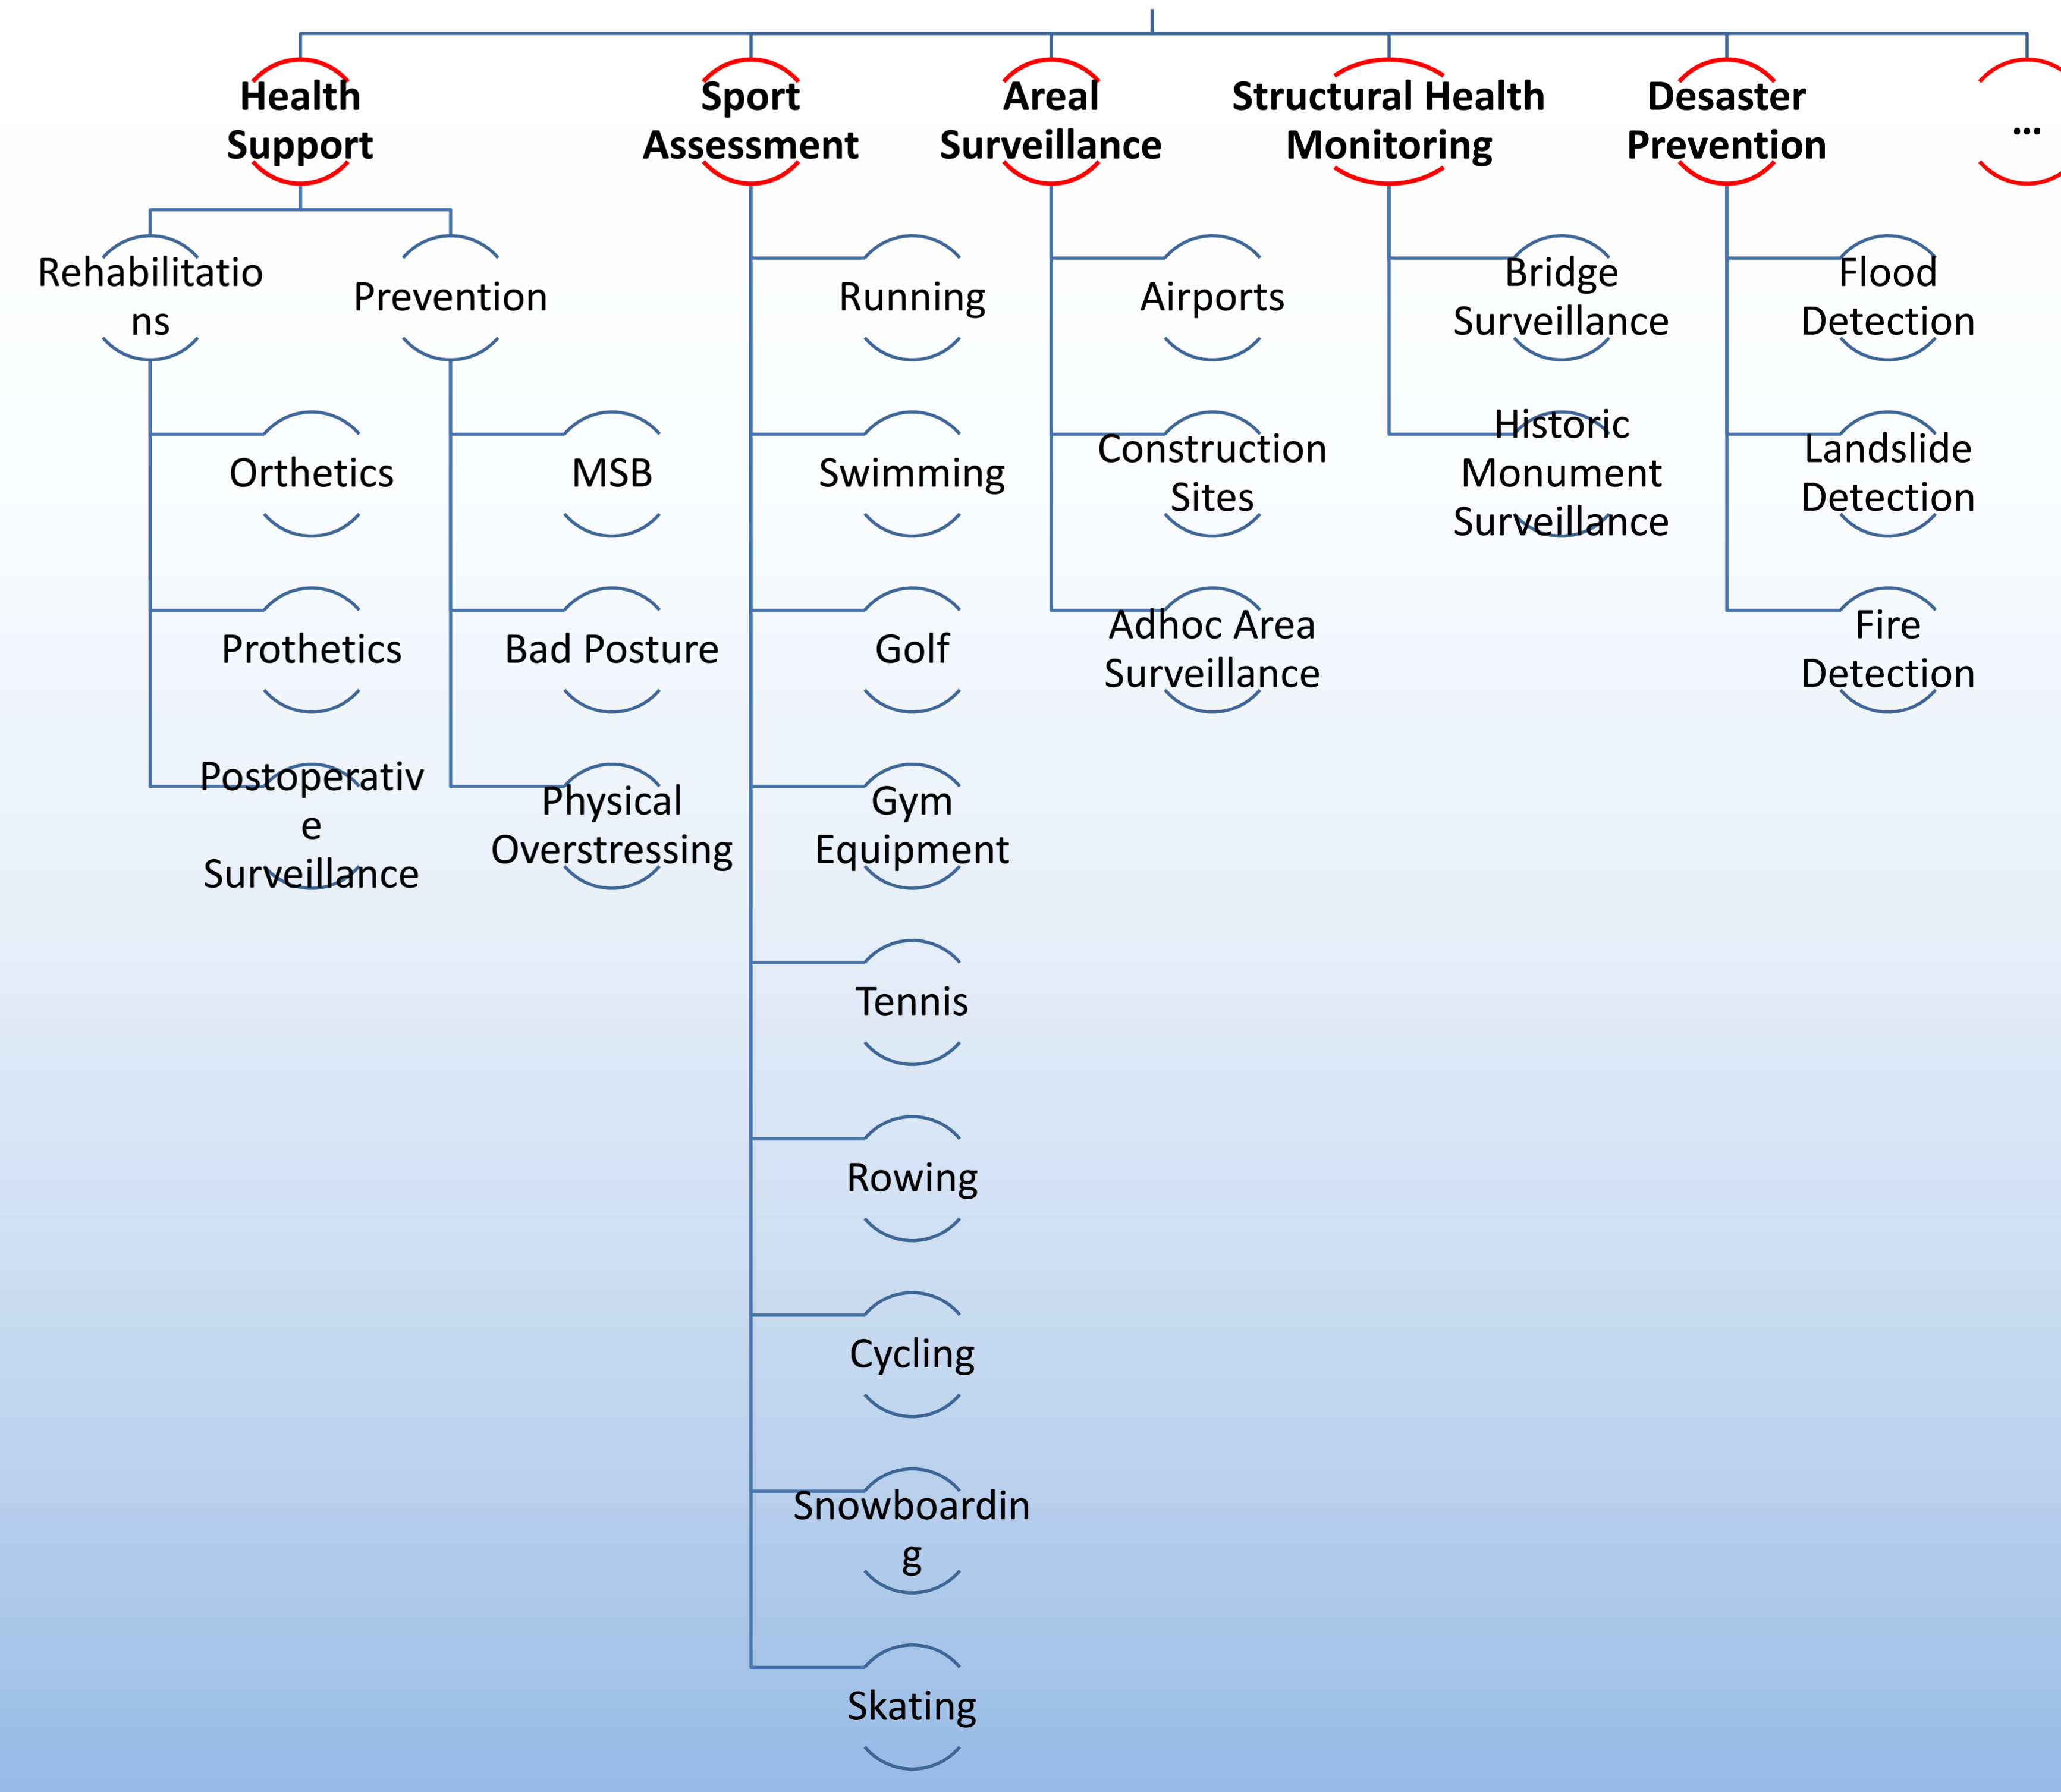 Health
Support
Sport
Assessment
Areal
Surveillance
Structural Health
Monitoring
Desaster
Prevention
...
Rehabilitatio
ns
Prevention
Orthetics
Prothetics
Postoperativ
e
Surveillance
MSB
Bad Posture
Physical
Overstressing
Running
Swimming
Golf
Gym
Equipment
Tennis
Rowing
Cycling
Snowboardin
g
Skating
Airports
Construction
Sites
Adhoc Area
Surveillance
Bridge
Surveillance
Historic
Monument
Surveillance
Flood
Detection
Landslide
Detection
Fire
Detection